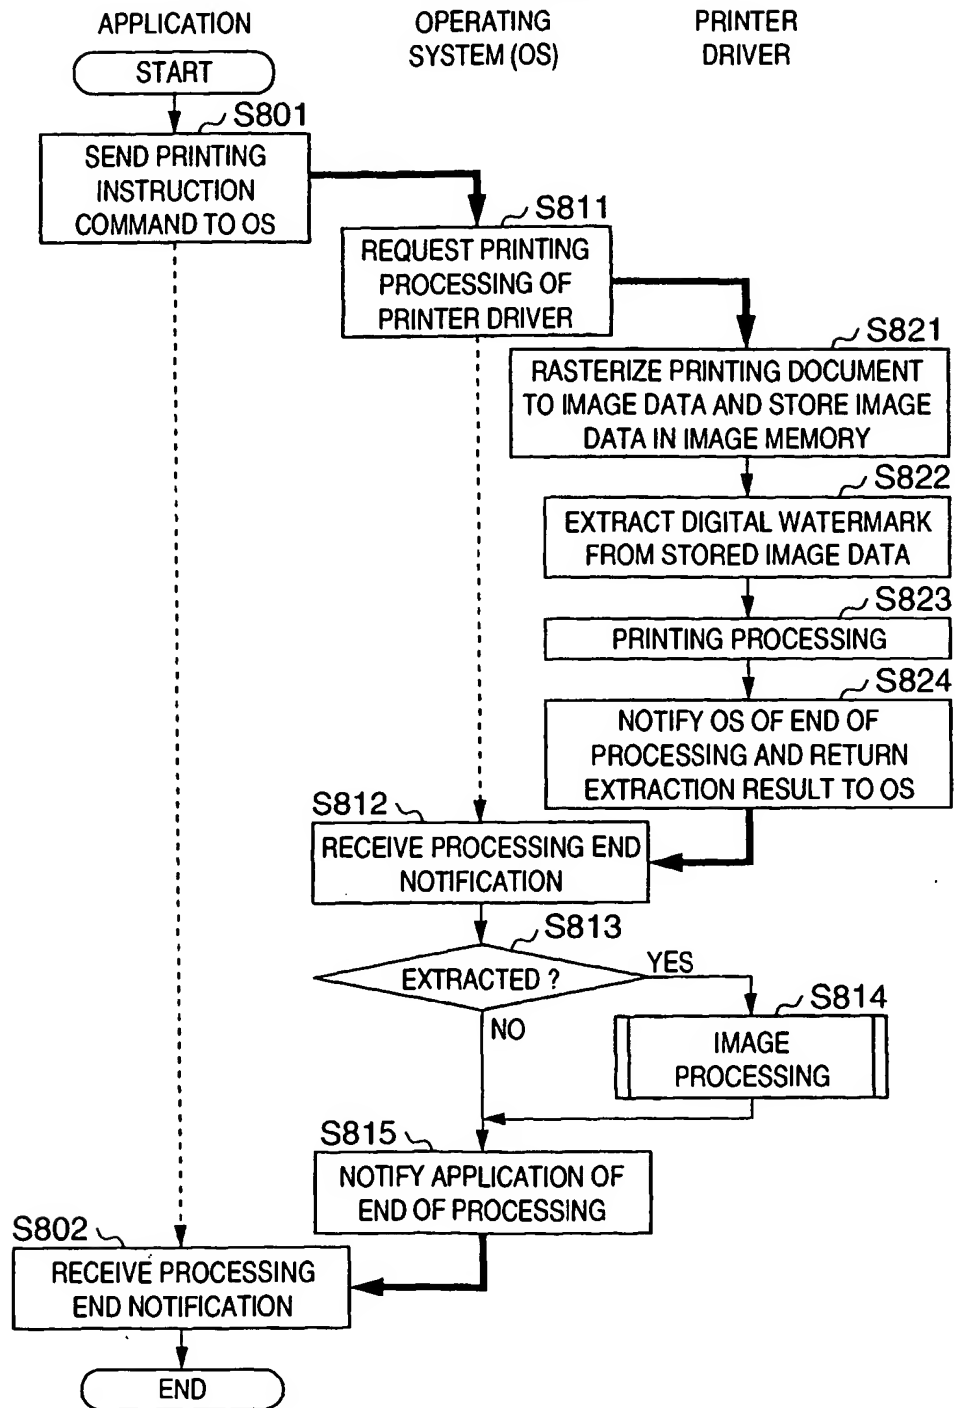 APPLICATION
OPERATING
SYSTEM (OS)
PRINTER
DRIVER
START
S801
SEND PRINTING
INSTRUCTION
COMMAND TO OS
S811
REQUEST PRINTING
PROCESSING OF
PRINTER DRIVER
S821
RASTERIZE PRINTING DOCUMENT
TO IMAGE DATA AND STORE IMAGE
DATA IN IMAGE MEMORY
S822
EXTRACT DIGITAL WATERMARK
FROM STORED IMAGE DATA
S823
PRINTING PROCESSING
S824
NOTIFY OS OF END OF
PROCESSING AND RETURN
EXTRACTION RESULT TO OS
S812
RECEIVE PROCESSING END
NOTIFICATION
S813
EXTRACTED ?
YES
NO
S814
IMAGE
PROCESSING
S815
NOTIFY APPLICATION OF
END OF PROCESSING
S802
RECEIVE PROCESSING
END NOTIFICATION
END